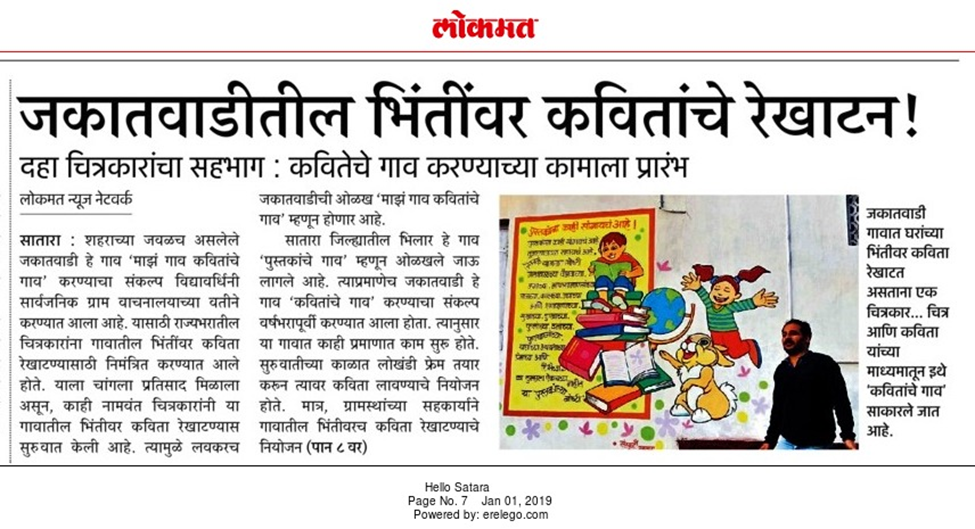 लोकमत
जकातवाडीतील भिंतींवर कवितांचे रेखाटन!
दहा चित्रकारांचा सहभाग : कवितेचे गाव करण्याच्या कामाला प्रारंभ
लोकमत न्यूज नेटवर्क
सातारा : शहराच्या जवळच असलेले
जकातवाडी हे गाव ‘माझं गाव कवितांचे
गाव’ करण्याचा संकल्प विद्यावर्धिनी
सार्वजनिक ग्राम वाचनालयाच्या वतीने
करण्यात आला आहे. यासाठी राज्यभरातील
चित्रकारांना गावातील भिंतींवर कविता
रेखाटण्यासाठी निमंत्रित करण्यात आले
होते. याला चांगला प्रतिसाद मिळाला
असून, काही नामवंत चित्रकारांनी या
गावातील भिंतीवर कविता रेखाटण्यास
सुरुवात केली आहे. त्यामुळे लवकरच
जकातवाडीची ओळख ‘माझं गाव कवितांचे
गाव’ म्हणून होणार आहे.
सातारा जिल्ह्यातील भिलार हे गाव
‘पुस्तकांचे गाव’ म्हणून ओळखले जाऊ
लागले आहे. त्याप्रमाणेच जकातवाडी हे
गाव ‘कवितांचे गाव’ करण्याचा संकल्प
वर्षभरापूर्वी करण्यात आला होता. त्यानुसार
या गावात काही प्रमाणात काम सुरू होते.
सुरुवातीच्या काळात लोखंडी फ्रेम तयार
करुन त्यावर कविता लावण्याचे नियोजन
होते. मात्र, ग्रामस्थांच्या सहकार्याने
गावातील भिंतीवरच कविता रेखाटण्याचे
नियोजन (पान ८ वर)
जकातवाडी
गावात घरांच्या
भिंतीवर कविता
रेखाटत
असताना एक
चित्रकार... चित्र
आणि कविता
यांच्या
माध्यमातून इथे
‘कवितांचे गाव’
साकारले जात
आहे.
Hello Satara
Page No. 7 Jan 01, 2019
Powered by: erelego.com